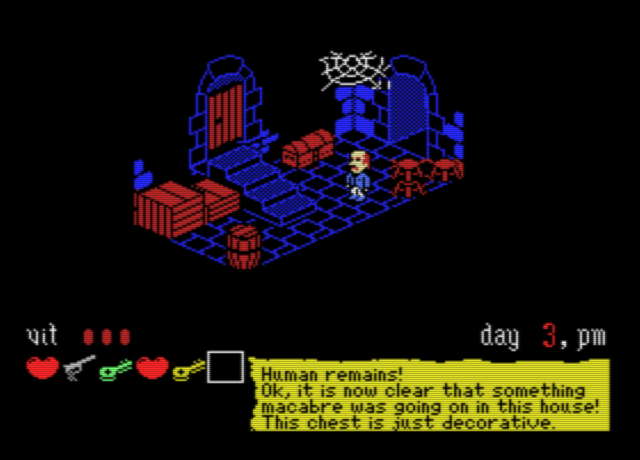 vit
day 3, pm
Human remains!
Ok, it is now clear that something
macabre was going on in this house!
This chest is just decorative.